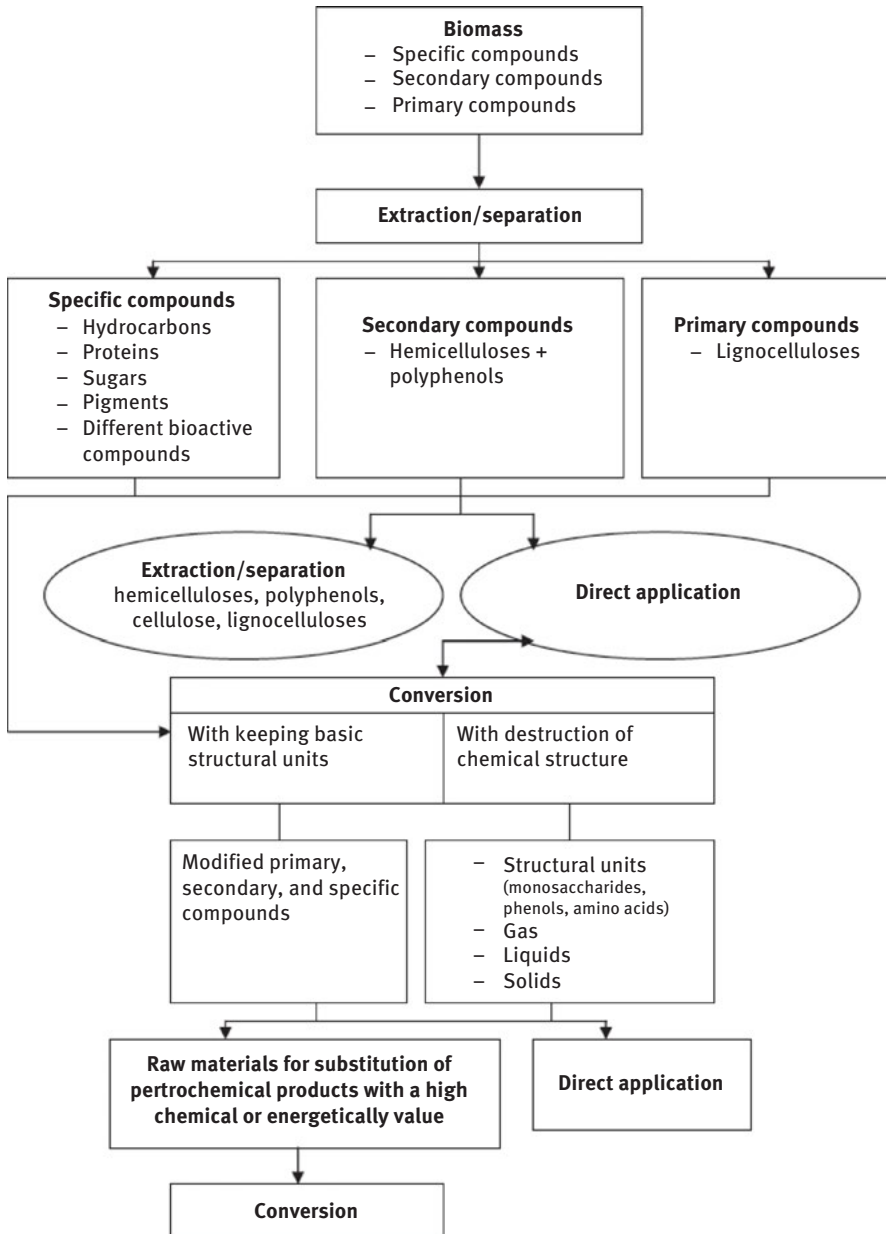 Biomass
– Specific compounds
– Secondary compounds
– Primary compounds
Extraction/separation
Specific compounds
– Hydrocarbons
– Proteins
– Sugars
– Pigments
– Different bioactive
compounds
Secondary compounds
– Hemicelluloses +
polyphenols
Primary compounds
– Lignocelluloses
Extraction/separation
hemicelluloses, polyphenols,
cellulose, lignocelluloses
Direct application
Conversion
With keeping basic
structural units
With destruction of
chemical structure
Modified primary,
secondary, and specific
compounds
– Structural units
(monosaccharides,
phenols, amino acids)
– Gas
– Liquids
– Solids
Raw materials for substitution of
pertrochemical products with a high
chemical or energetically value
Direct application
Conversion